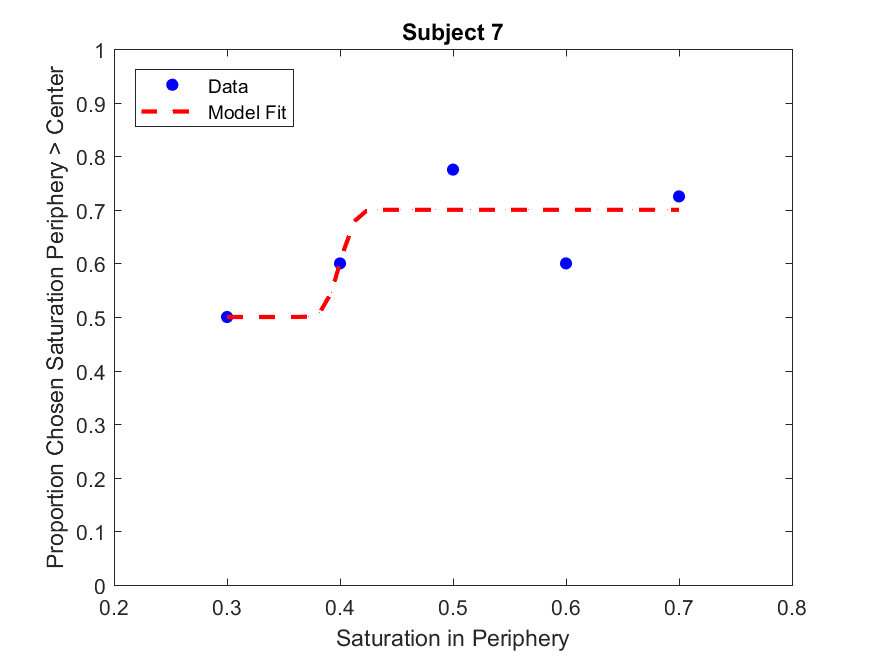 Subject 7
Data
Model Fit
Proportion Chosen Saturation Periphery > Center
1
0.9
0.8
0.7
0.6
0.5
0.4
0.3
0.2
0.1
0
0.2 0.3 0.4 0.5 0.6 0.7 0.8
Saturation in Periphery